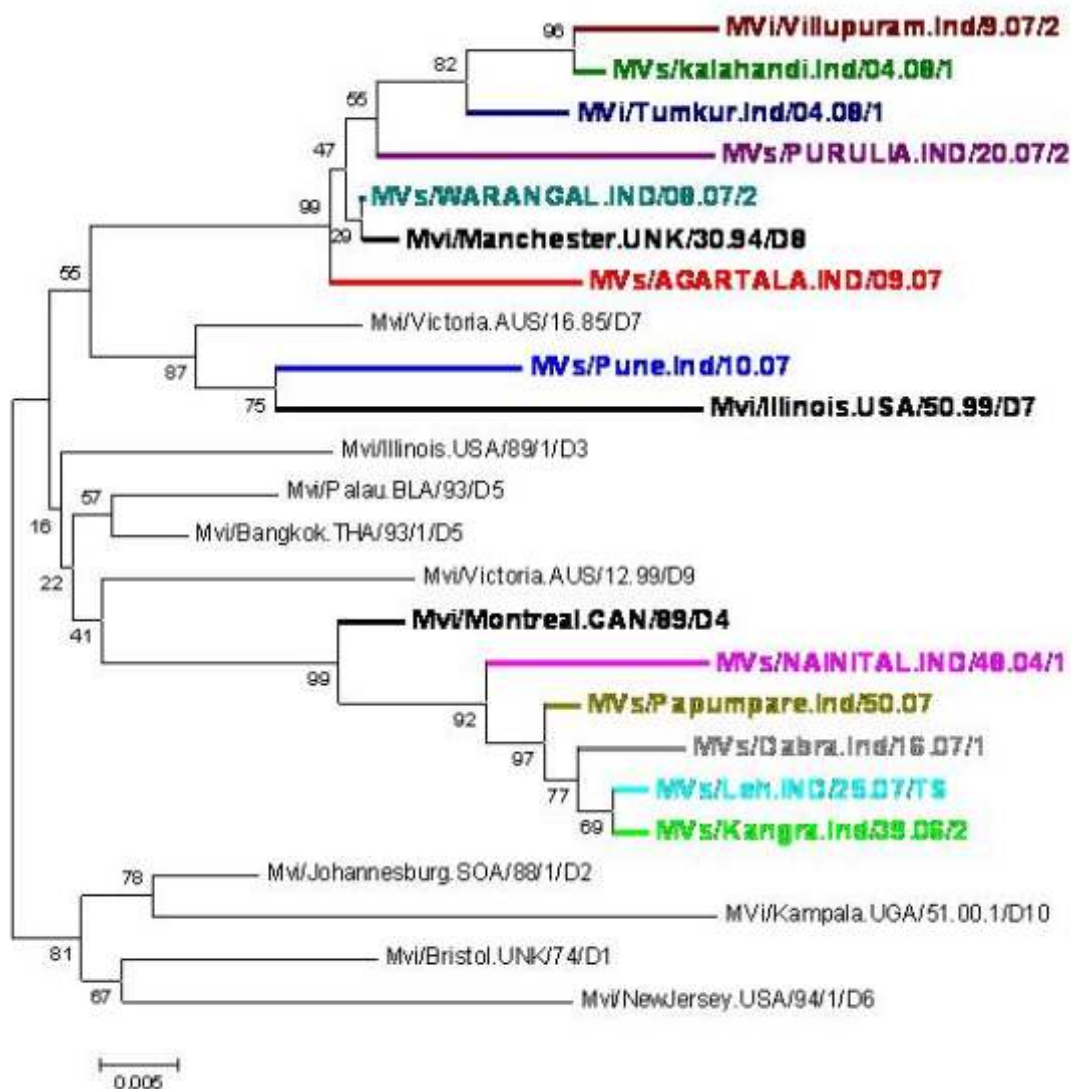 96
MVi/Villupuram.Ind/9.07/2
MVs/kalahandi.Ind/04.08/1
82
MVi/Tumkur.Ind/04.08/1
55
MVs/PURULIA.IND/20.07/2
47
MVs/WARANGAL.IND/08.07/2
99
29
Mvi/Manchester.UNK/30.94/D8
55
MVs/AGARTALA.IND/09.07
Mvi/Victoria.AUS/16.85/D7
87
MVs/Pune.Ind/10.07
75
Mvi/Illinois.USA/50.99/D7
Mvi/Illinois.USA/89/1/D3
57
Mvi/Palau.BLA/93/D5
16
Mvi/Bangkok.THA/93/1/D5
22
Mvi/Victoria.AUS/12.99/D9
41
Mvi/Montreal.CAN/89/D4
99
MVs/NAINITAL.IND/48.04/1
92
MVs/Papumpare.Ind/50.07
97
MVs/Dabra.Ind/16.07/1
77
MVs/Leh.IND/25.07/TS
69
MVs/Kangra.Ind/39.06/2
78
Mvi/Johannesburg.SOA/88/1/D2
MVi/Kampala.UGA/51.00.1/D10
81
Mvi/Bristol.UNK/74/D1
67
Mvi/NewJersey.USA/94/1/D6
0.005